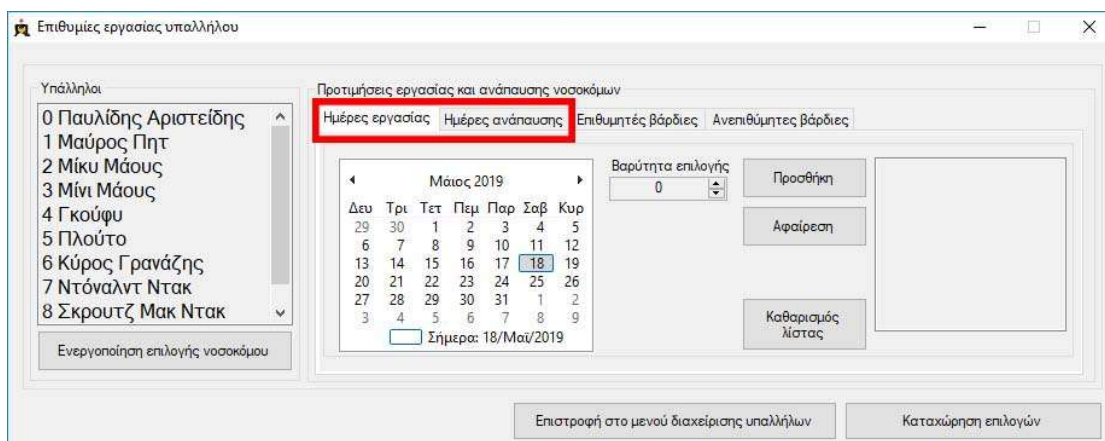 Επιθυμίες εργασίας υπαλλήλου
Υπάλληλοι
0 Παυλίδης Αριστείδης
1 Μαύρος Πητ
2 Μίκυ Μάους
3 Μίνι Μάους
4 Γκούφυ
5 Πλούτο
6 Κύρος Γρανάζης
7 Ντόναλντ Ντακ
8 Σκρουτζ Μακ Ντακ
Ενεργοποίηση επιλογής νοσοκόμου
Προτιμήσεις εργασίας και ανάπαυσης νοσοκόμων
Ημέρες εργασίας Ημέρες ανάπαυσης Επιθυμητές βάρδιες Ανεπιθύμητες βάρδιες
Μάιος 2019
Δευ Τρι Τετ Πεμ Παρ Σαβ Κυρ
29 30 1 2 3 4 5
6 7 8 9 10 11 12
13 14 15 16 17 18 19
20 21 22 23 24 25 26
27 28 29 30 31 1 2
3 4 5 6 7 8 9
Σήμερα: 18/Μαϊ/2019
Βαρύτητα επιλογής
0
Προσθήκη
Αφαίρεση
Καθαρισμός
λίστας
Επιστροφή στο μενού διαχείρισης υπαλλήλων
Καταχώρηση επιλογών